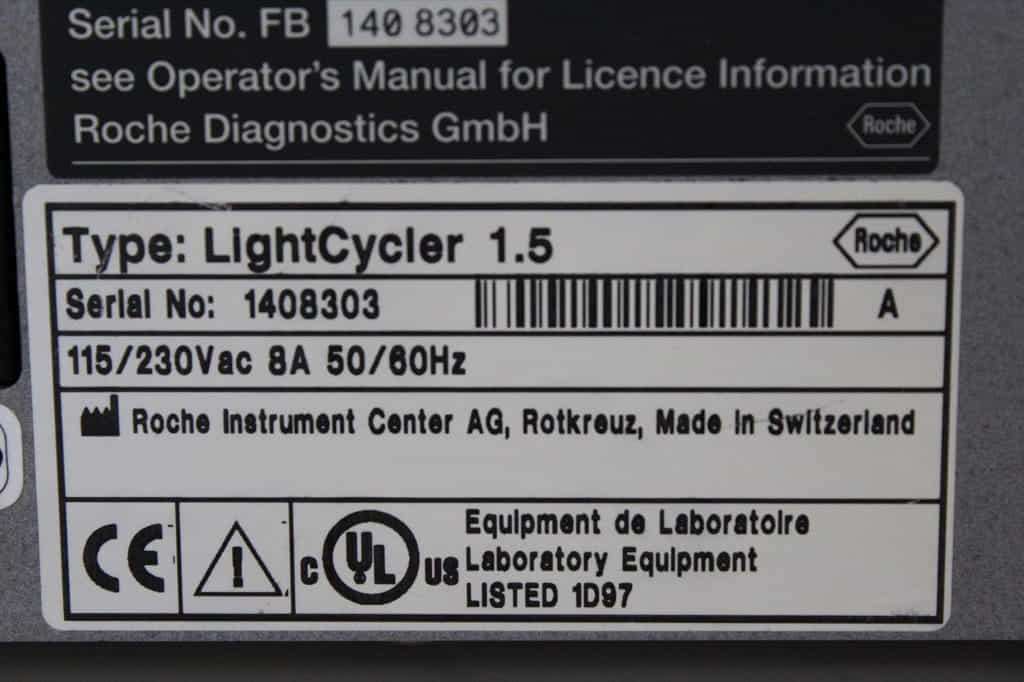 Serial No. FB 140 8303
see Operator's Manual for Licence Information
Roche Diagnostics GmbH
Roche
Type: LightCycler 1.5
Roche
Serial No: 1408303
A
115/230Vac 8A 50/60Hz
Roche Instrument Center AG, Rotkreuz, Made in Switzerland
CE
!
C UL US
Equipment de Laboratoire
Laboratory Equipment
LISTED 1D97